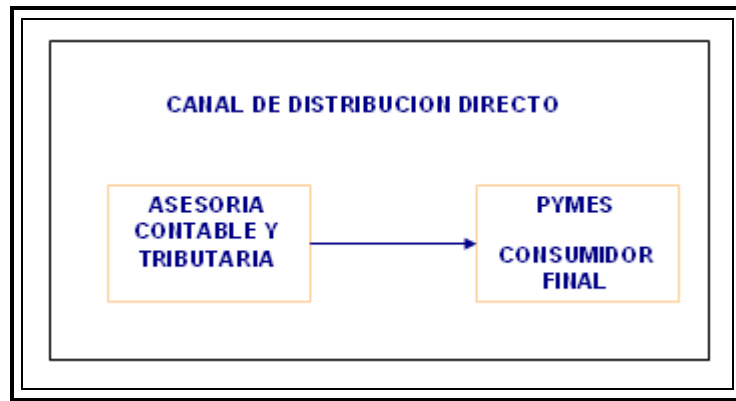 CANAL DE DISTRIBUCION DIRECTO
ASESORIA
CONTABLE Y
TRIBUTARIA
PYMES
CONSUMIDOR
FINAL